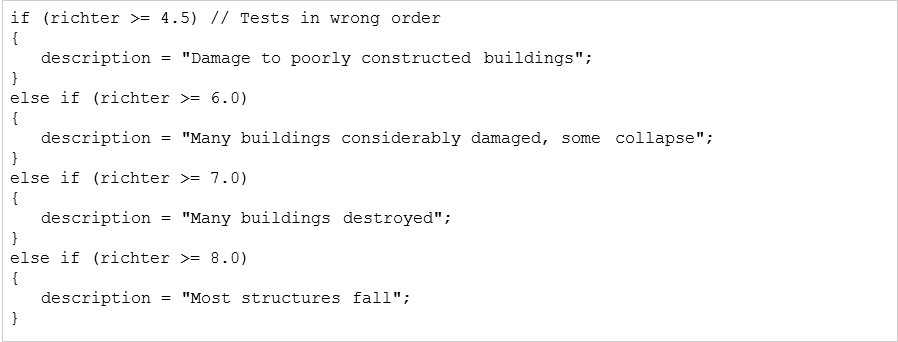 if (richter >= 4.5) // Tests in wrong order
{
   description = "Damage to poorly constructed buildings";
}
else if (richter >= 6.0)
{
   description = "Many buildings considerably damaged, some collapse";
}
else if (richter >= 7.0)
{
   description = "Many buildings destroyed";
}
else if (richter >= 8.0)
{
   description = "Most structures fall";
}